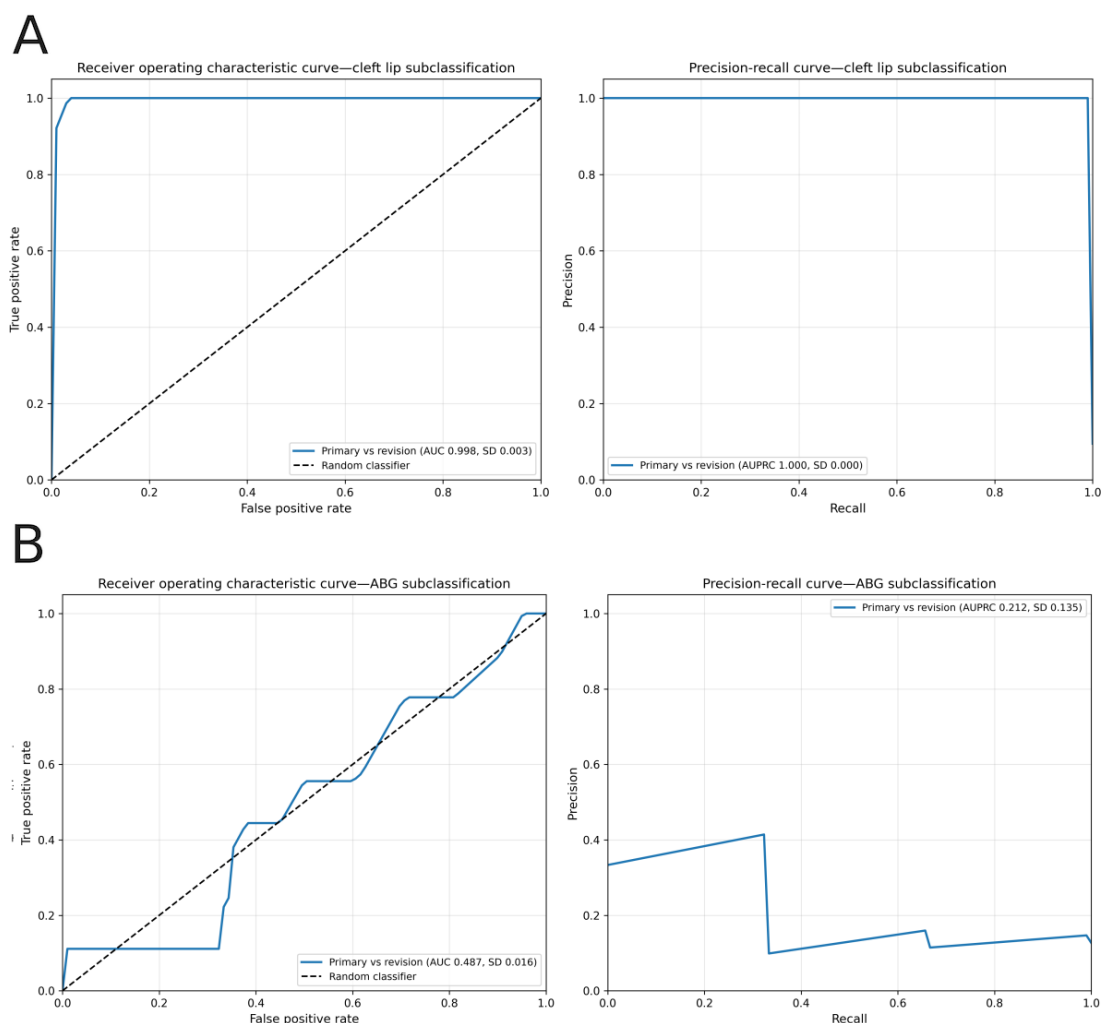 A
Receiver operating characteristic curve—cleft lip subclassification
1.0
0.8
0.6
0.4
0.2
0.0
True positive rate
Primary vs revision (AUC 0.998, SD 0.003)
Random classifier
0.0 0.2 0.4 0.6 0.8 1.0
False positive rate
Precision-recall curve—cleft lip subclassification
1.0
0.8
0.6
0.4
0.2
0.0
Precision
Primary vs revision (AUPRC 1.000, SD 0.000)
0.0 0.2 0.4 0.6 0.8 1.0
Recall
B
Receiver operating characteristic curve—ABG subclassification
1.0
0.8
0.6
0.4
0.2
0.0
True positive rate
Primary vs revision (AUC 0.487, SD 0.016)
Random classifier
0.0 0.2 0.4 0.6 0.8 1.0
False positive rate
Precision-recall curve—ABG subclassification
Primary vs revision (AUPRC 0.212, SD 0.135)
1.0
0.8
0.6
0.4
0.2
0.0
Precision
0.0 0.2 0.4 0.6 0.8 1.0
Recall